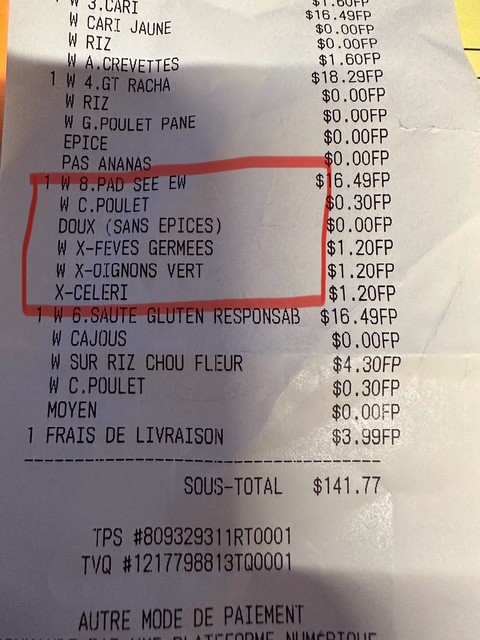 W 3.CARI $1.60FP
W CARI JAUNE $16.49FP
W RIZ $0.00FP
W A.CREVETTES $0.00FP
1 W 4.GT RACHA $1.60FP
W RIZ $18.29FP
W G.POULET PANE $0.00FP
EPICE $0.00FP
PAS ANANAS $0.00FP
$0.00FP
1 W 8.PAD SEE EW $16.49FP
W C.POULET $0.30FP
DOUX (SANS EPICES) $0.00FP
W X-FEVES GERMEES $1.20FP
W X-OIGNONS VERT $1.20FP
X-CELERI $1.20FP
1 W 6.SAUTE GLUTEN RESPONSAB $16.49FP
W CAJOUS $0.00FP
W SUR RIZ CHOU FLEUR $4.30FP
W C.POULET $0.30FP
MOYEN $0.00FP
1 FRAIS DE LIVRAISON $3.99FP
SOUS-TOTAL $141.77
TPS #809329311RT0001
TVQ #1217798813TQ0001
AUTRE MODE DE PAIEMENT
PAR UNE PLATEFORME NUMÉRIQUE